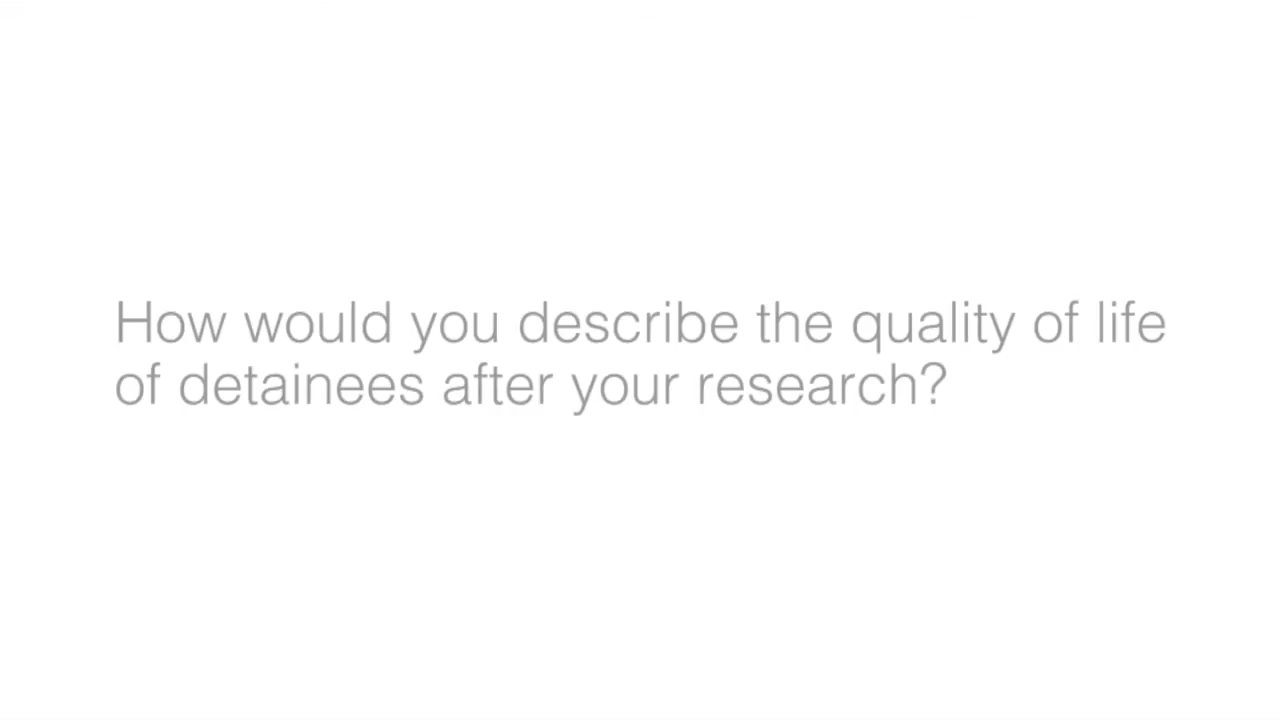 How would you describe the quality of life
of detainees after your research?